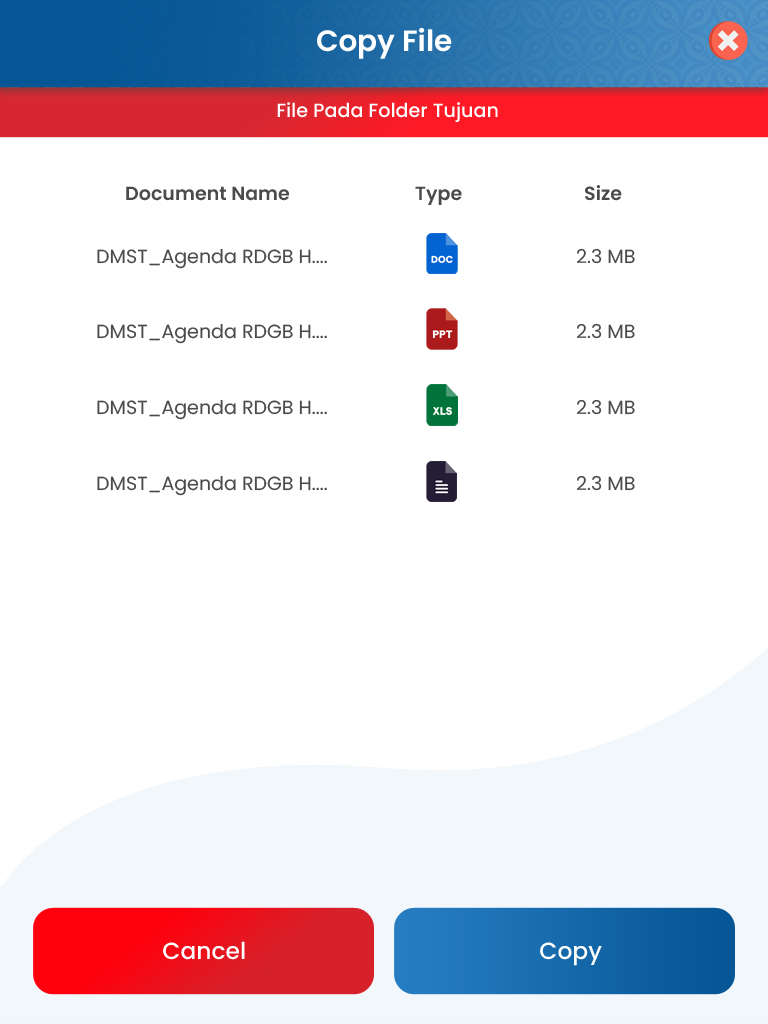 Copy File
File Pada Folder Tujuan
Document Name Type Size
DMST_Agenda RDGB H.... DOC 2.3 MB
DMST_Agenda RDGB H.... PPT 2.3 MB
DMST_Agenda RDGB H.... XLS 2.3 MB
DMST_Agenda RDGB H.... 2.3 MB
Cancel Copy